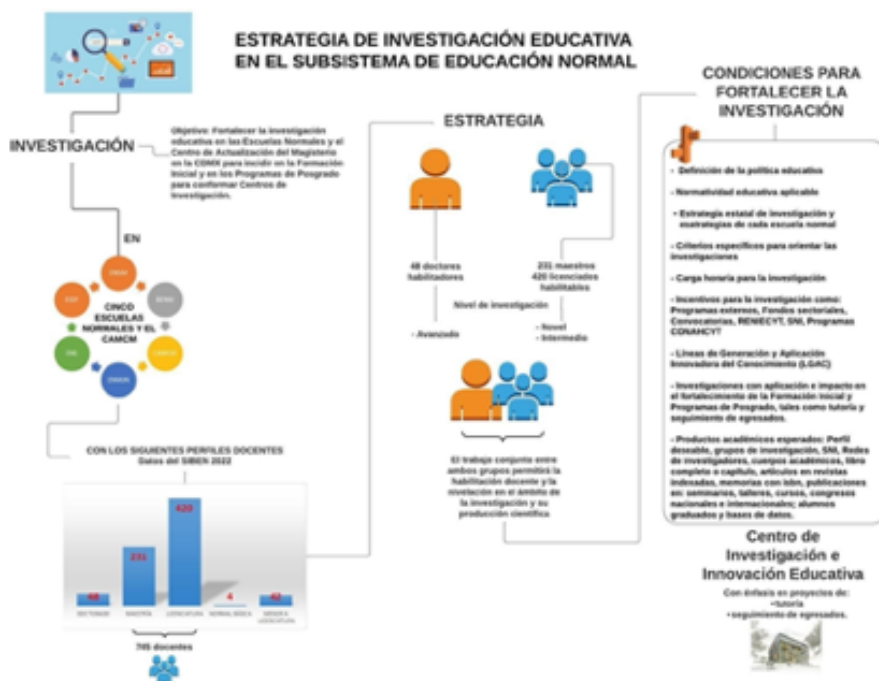 ESTRATEGIA DE INVESTIGACIÓN EDUCATIVA
EN EL SUBSISTEMA DE EDUCACIÓN NORMAL
INVESTIGACIÓN
Objetivo: Fortalecer la investigación
educativa en las Escuelas Normales y el
Centro de Actualización del Magisterio
en la CDMX para incidir en la Formación
Inicial y en los Programas de Posgrado
para conformar Centros de
Investigación.
EN
CINCO
ESCUELAS
NORMALES Y EL
CAMCM
CON LOS SIGUIENTES PERFILES DOCENTES
Datos del SIBEN 2022
48
231
420
4
42
DOCTORADO
MAESTRÍA
LICENCIATURA
NORMAL BÁSICA
LICENCIATURA
745 docentes
ESTRATEGIA
48 doctores
habilitadores
231 maestros
420 licenciados
habilitables
Nivel de investigación
- Avanzado
- Novel
- Intermedio
El trabajo conjunto entre
ambos grupos permitirá la
habilitación docente y la
nivelación en el ámbito de
la investigación y su
producción científica
CONDICIONES PARA
FORTALECER LA
INVESTIGACIÓN
- Definición de la política educativa
- Normatividad educativa aplicable
• Estrategia estatal de investigación y
estrategias de cada escuela normal
- Criterios específicos para orientar las
investigaciones
- Carga horaria para la investigación
- Incentivos para la investigación como:
Programas externos, Fondos sectoriales,
Convocatorias, RENIECYT, SNI, Programas
CONAHCYT
- Líneas de Generación y Aplicación
Innovadora del Conocimiento (LGAC)
- Investigaciones con aplicación e impacto en
el fortalecimiento de la Formación Inicial y
Programas de Posgrado, tales como tutoría y
seguimiento de egresados.
- Productos académicos esperados: Perfil
deseable, grupos de investigación, SNI, Redes
de investigadores, cuerpos académicos, libro
completo o capítulo, artículos en revistas
indexadas, memorias con isbn, publicaciones
en: seminarios, talleres, cursos, congresos
nacionales e internacionales; alumnos
graduados y bases de datos.
Centro de
Investigación e
Innovación Educativa
Con énfasis en proyectos de:
•tutoría
•seguimiento de egresados.